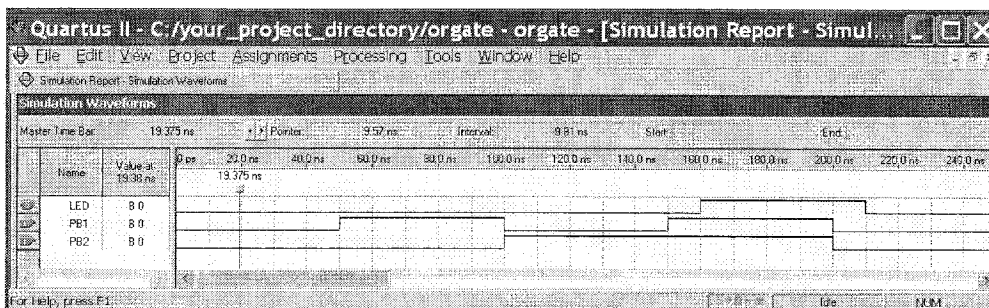 Quartus II - C:/your_project_directory/orgate - orgate - [Simulation Report - Simul...
File Edit View Project Assignments Processing Tools Window Help
Simulation Report - Simulation Waveforms
Simulation Waveforms
Master Time Bar: 19.375 ns Pointer: 9.57 ns Interval: -9.81 ns Start: End:
Name Value at 19.38 ns 0 ps 20.0 ns 40.0 ns 60.0 ns 80.0 ns 100.0 ns 120.0 ns 140.0 ns 160.0 ns 180.0 ns 200.0 ns 220.0 ns 240.0 ns
19.375 ns
LED B 0
PB1 B 0
PB2 B 0
For Help, press F1 Idle NUM